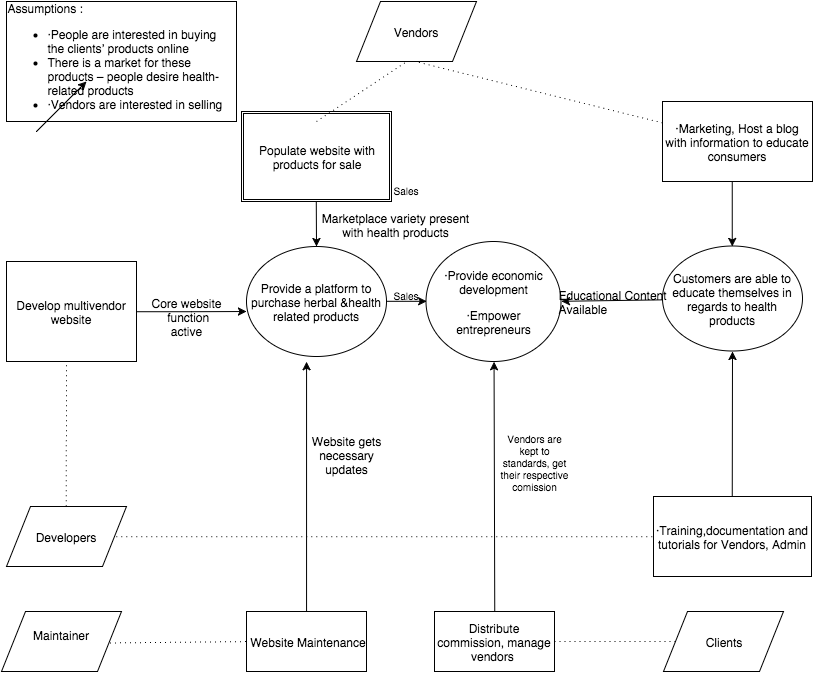 Assumptions :
• ·People are interested in buying
the clients' products online
• There is a market for these
products – people desire health-
related products
• ·Vendors are interested in selling
Vendors
Populate website with
products for sale
·Marketing, Host a blog
with information to educate
consumers
Sales
Marketplace variety present
with health products
Develop multivendor
website
Core website
function
active
Provide a platform to
purchase herbal &health
related products
Sales
·Provide economic
development
·Empower
entrepreneurs
Educational Content
Available
Customers are able to
educate themselves in
regards to health
products
Website gets
necessary
updates
Vendors are
kept to
standards, get
their respective
comission
Developers
·Training,documentation and
tutorials for Vendors, Admin
Maintainer
Website Maintenance
Distribute
commission, manage
vendors
Clients